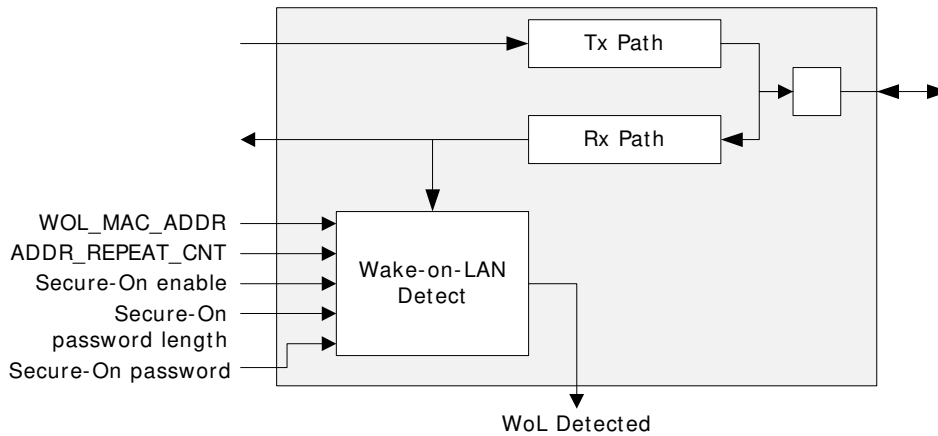 Tx Path
Rx Path
WOL_MAC_ADDR
ADDR_REPEAT_CNT
Secure-On enable
Secure-On
password length
Secure-On password
Wake-on-LAN
Detect
WoL Detected